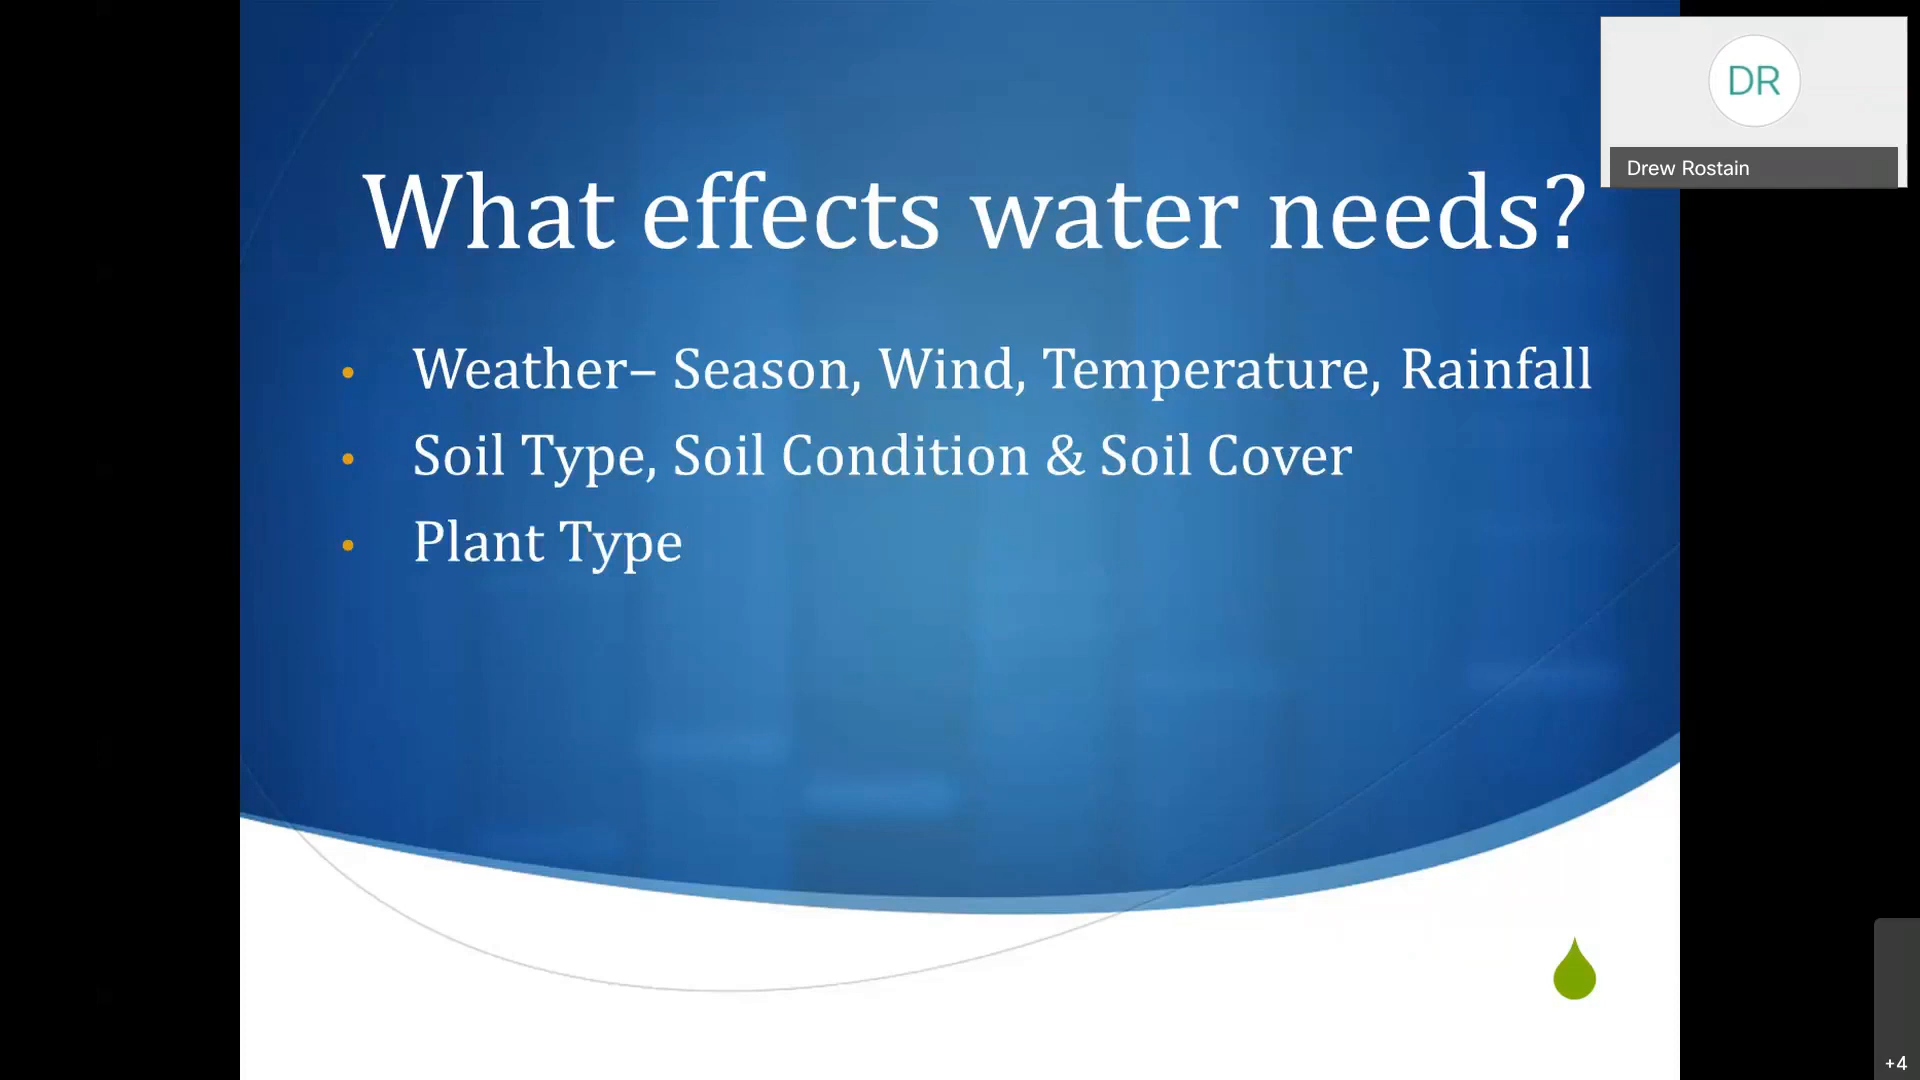 DR
Drew Rostain
What effects water needs?
• Weather– Season, Wind, Temperature, Rainfall
• Soil Type, Soil Condition & Soil Cover
• Plant Type
+4